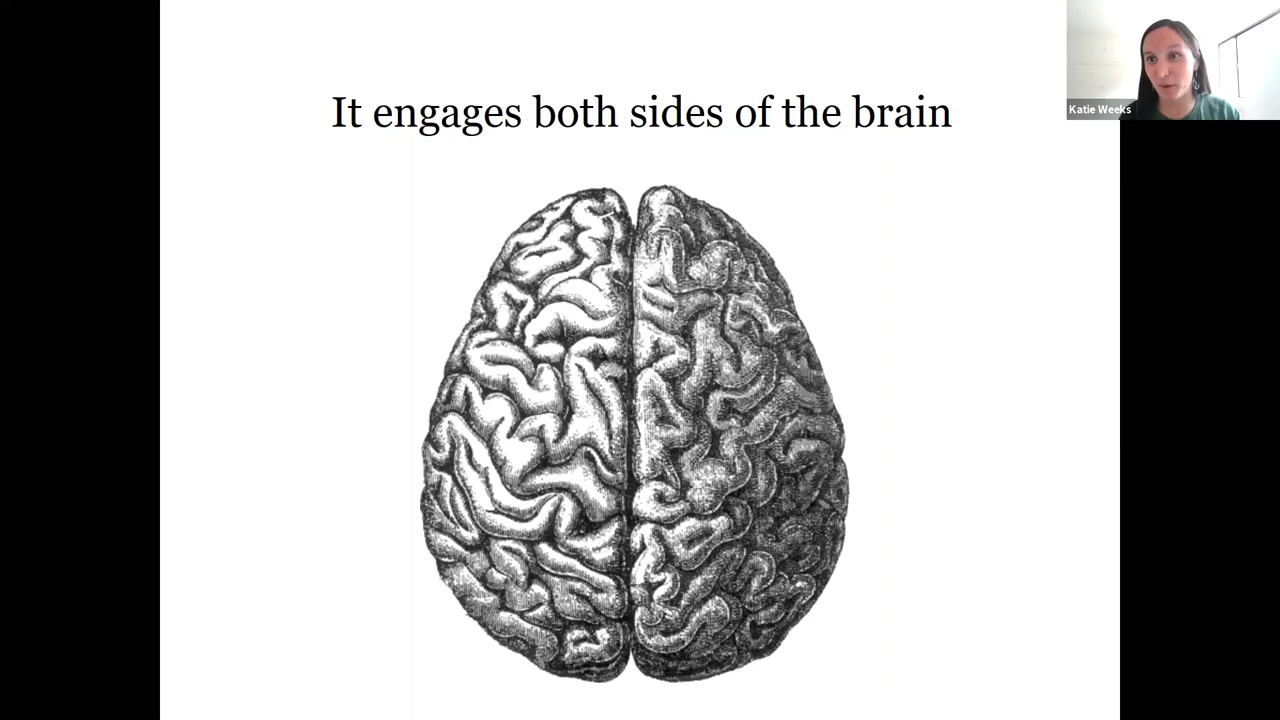 It engages both sides of the brain
Katie Weeks